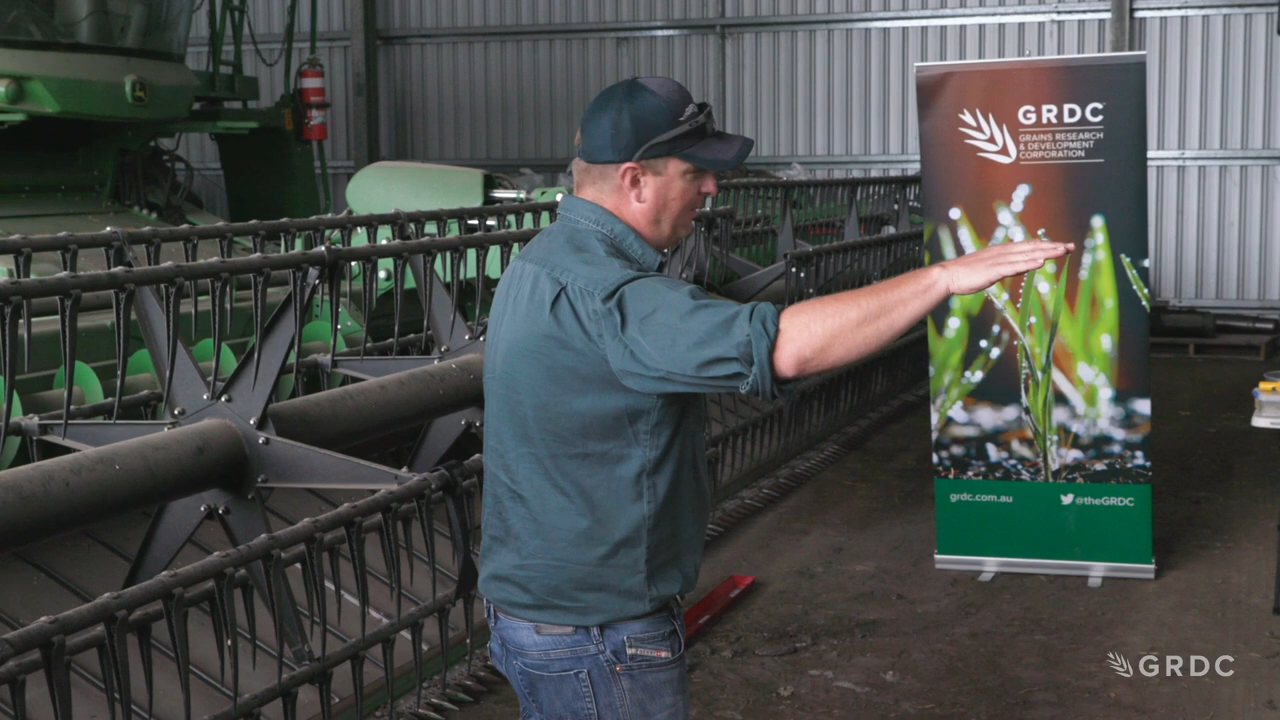 GRDC
GRAINS RESEARCH
& DEVELOPMENT
CORPORATION
grdc.com.au
@theGRDC
GRDC